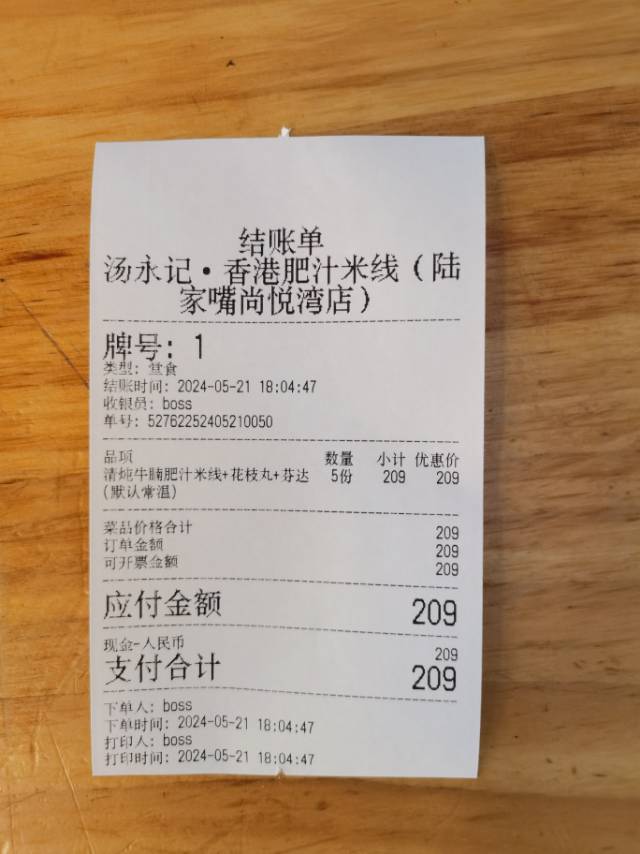 结账单
汤永记·香港肥汁米线(陆
家嘴尚悦湾店)
牌号: 1
类型: 堂食
结账时间: 2024-05-21 18:04:47
收银员: boss
单号: 52762252405210050
品项 数量 小计 优惠价
清炖牛腩肥汁米线+花枝丸+芬达 5份 209 209
(默认常温)
菜品价格合计 209
订单金额 209
可开票金额 209
应付金额 209
现金-人民币 209
支付合计 209
下单人: boss
下单时间: 2024-05-21 18:04:47
打印人: boss
打印时间: 2024-05-21 18:04:47